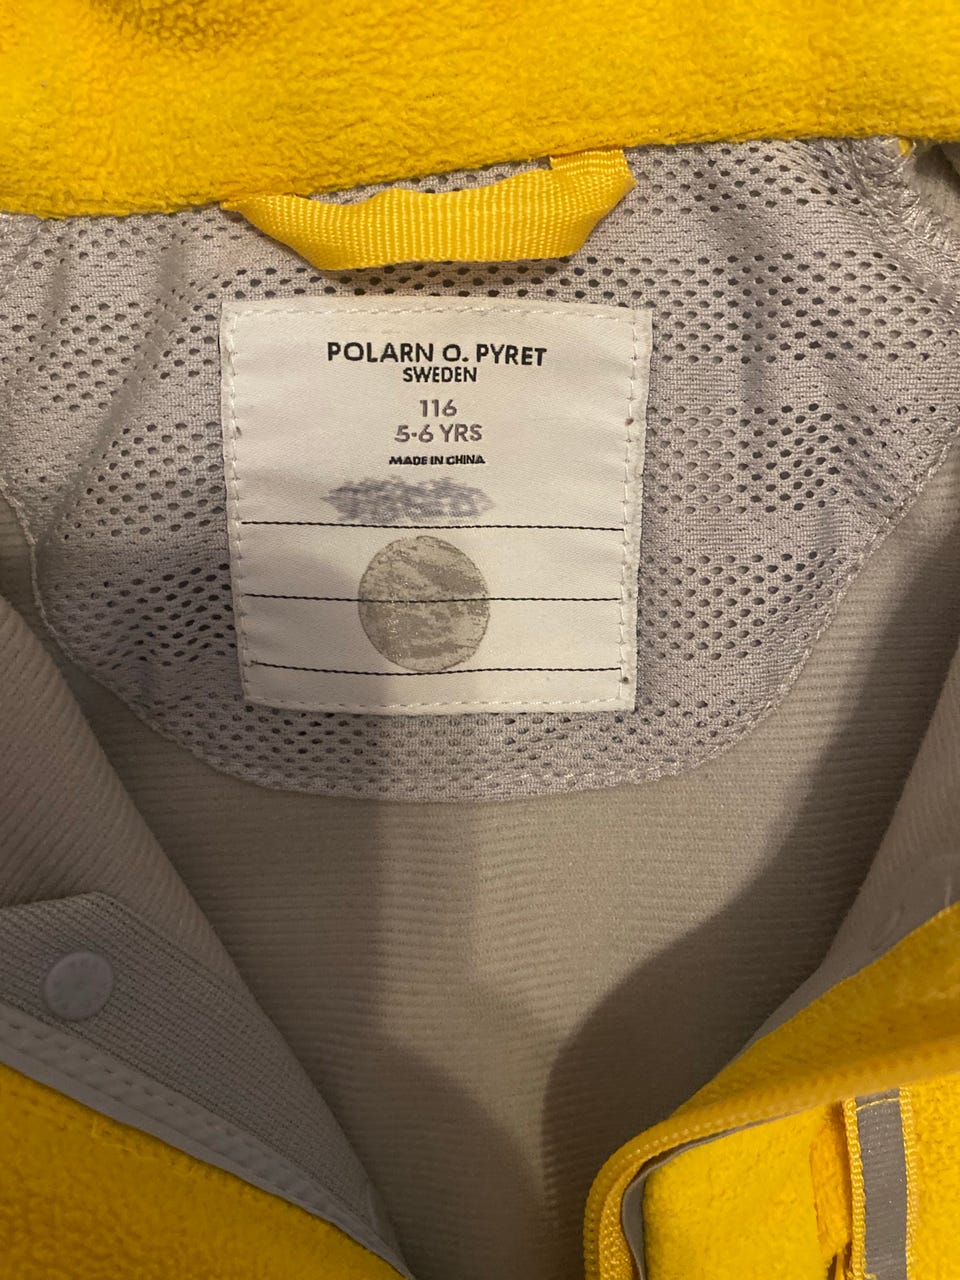 POLARN O. PYRET
SWEDEN
116
5-6 YRS
MADE IN CHINA